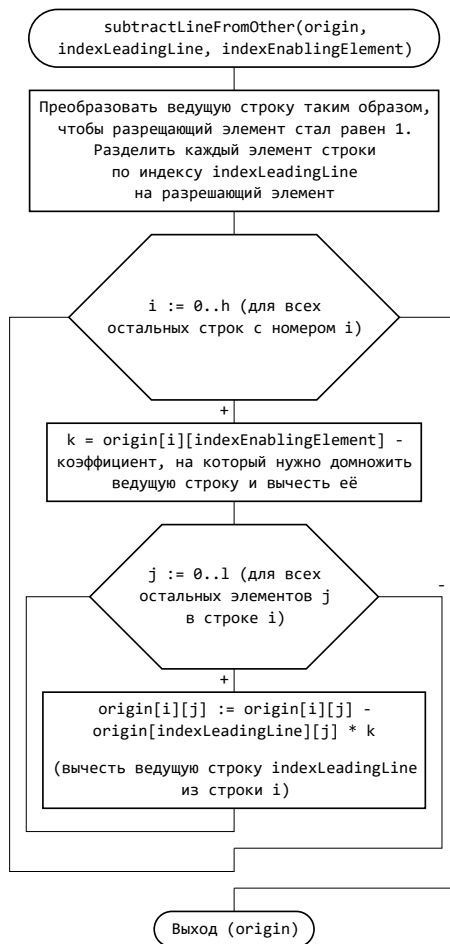 subtractLineFromOther(origin,
indexLeadingLine, indexEnablingElement)
Преобразовать ведущую строку таким образом,
чтобы разрещающий элемент стал равен 1.
Разделить каждый элемент строки
по индексу indexLeadingLine
на разрешающий элемент
i := 0..h (для всех
остальных строк с номером i)
+
k = origin[i][indexEnablingElement] -
коэффициент, на который нужно домножить
ведущую строку и вычесть её
j := 0..l (для всех
остальных элементов j
в строке i)
-
+
origin[i][j] := origin[i][j] -
origin[indexLeadingLine][j] * k
(вычесть ведущую строку indexLeadingLine
из строки i)
Выход (origin)